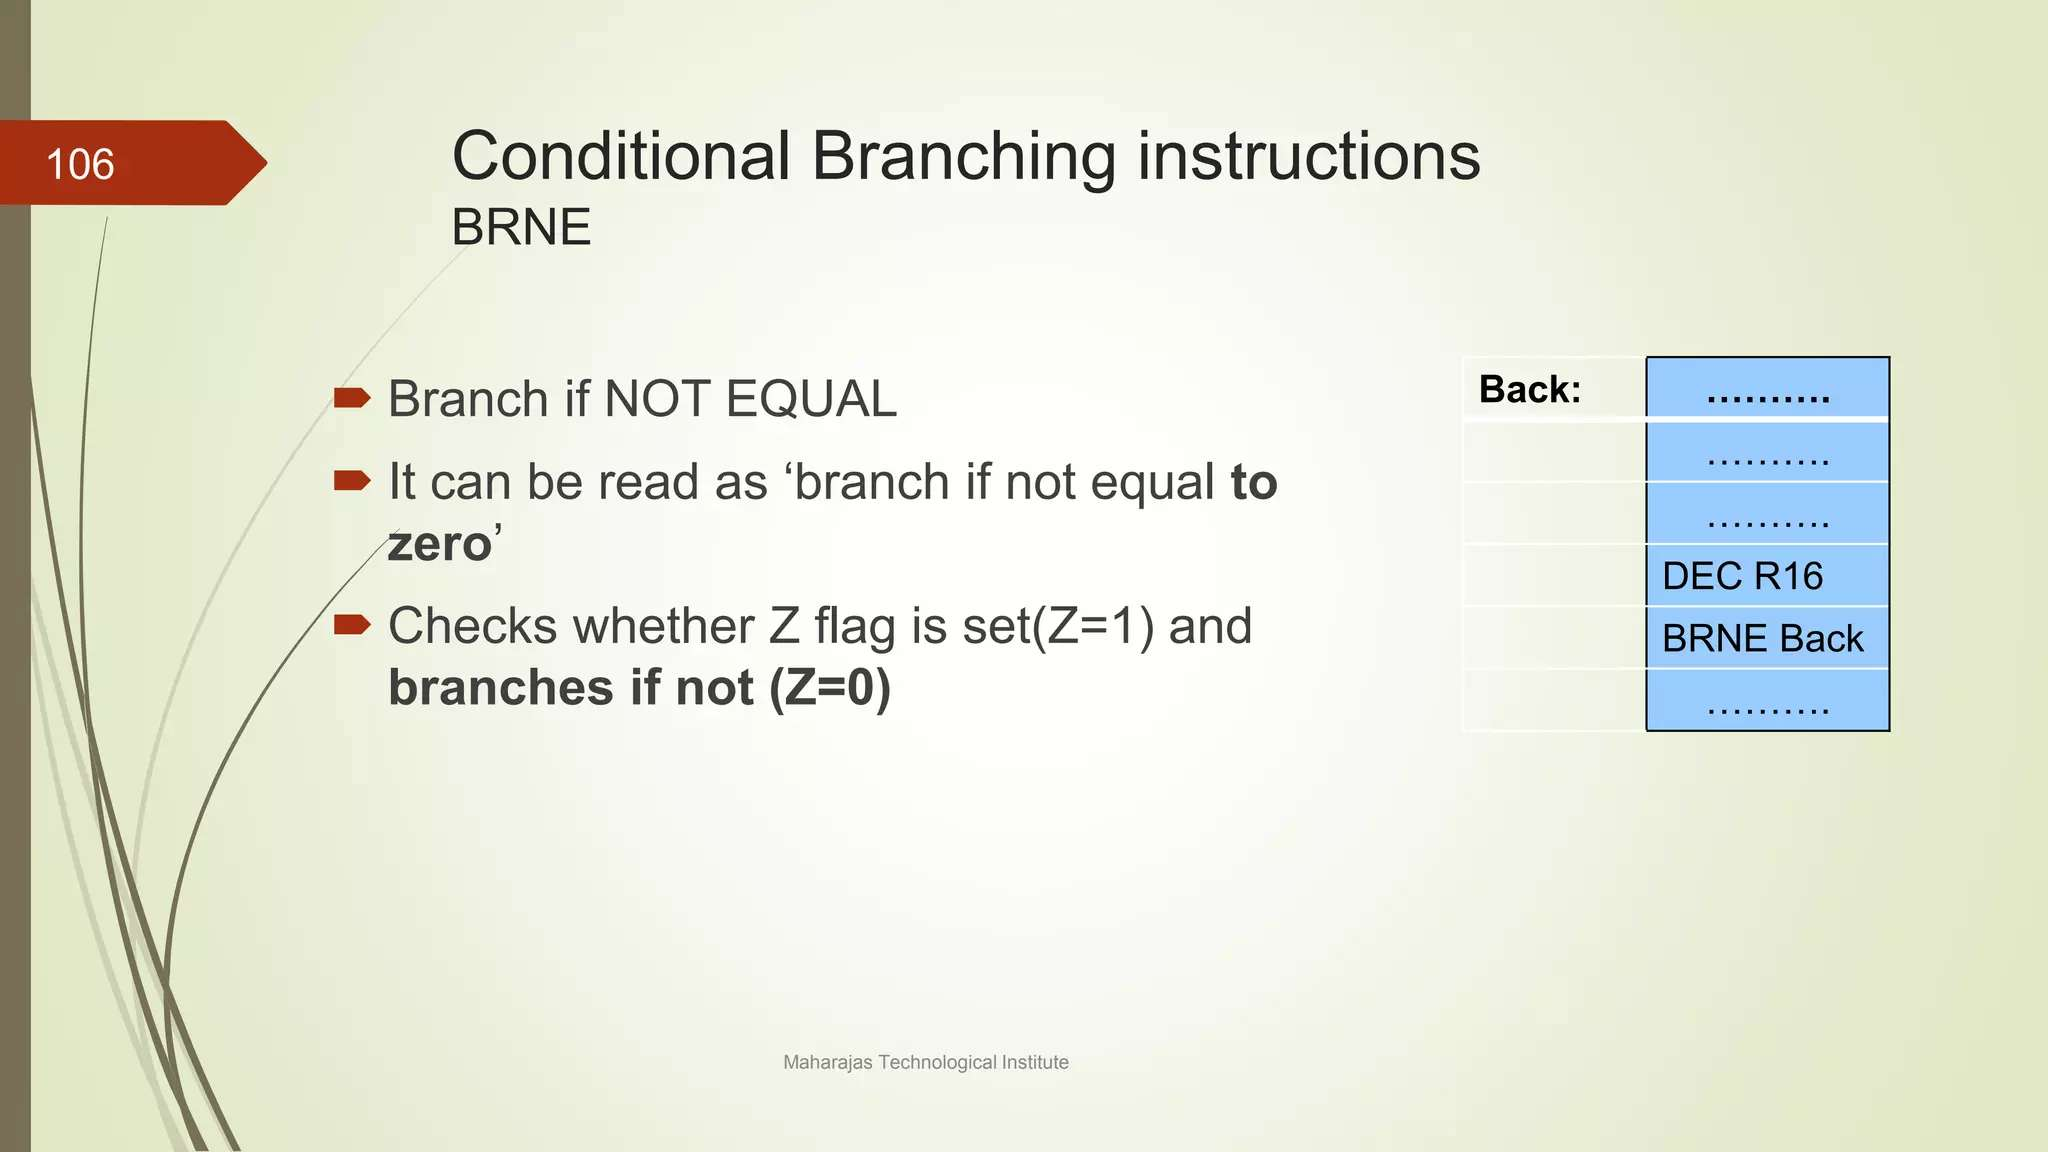 106
Conditional Branching instructions
BRNE
Branch if NOT EQUAL
It can be read as ‘branch if not equal to
zero’
Checks whether Z flag is set(Z=1) and
branches if not (Z=0)
Back: ……….
……….
……….
DEC R16
BRNE Back
……….
Maharajas Technological Institute